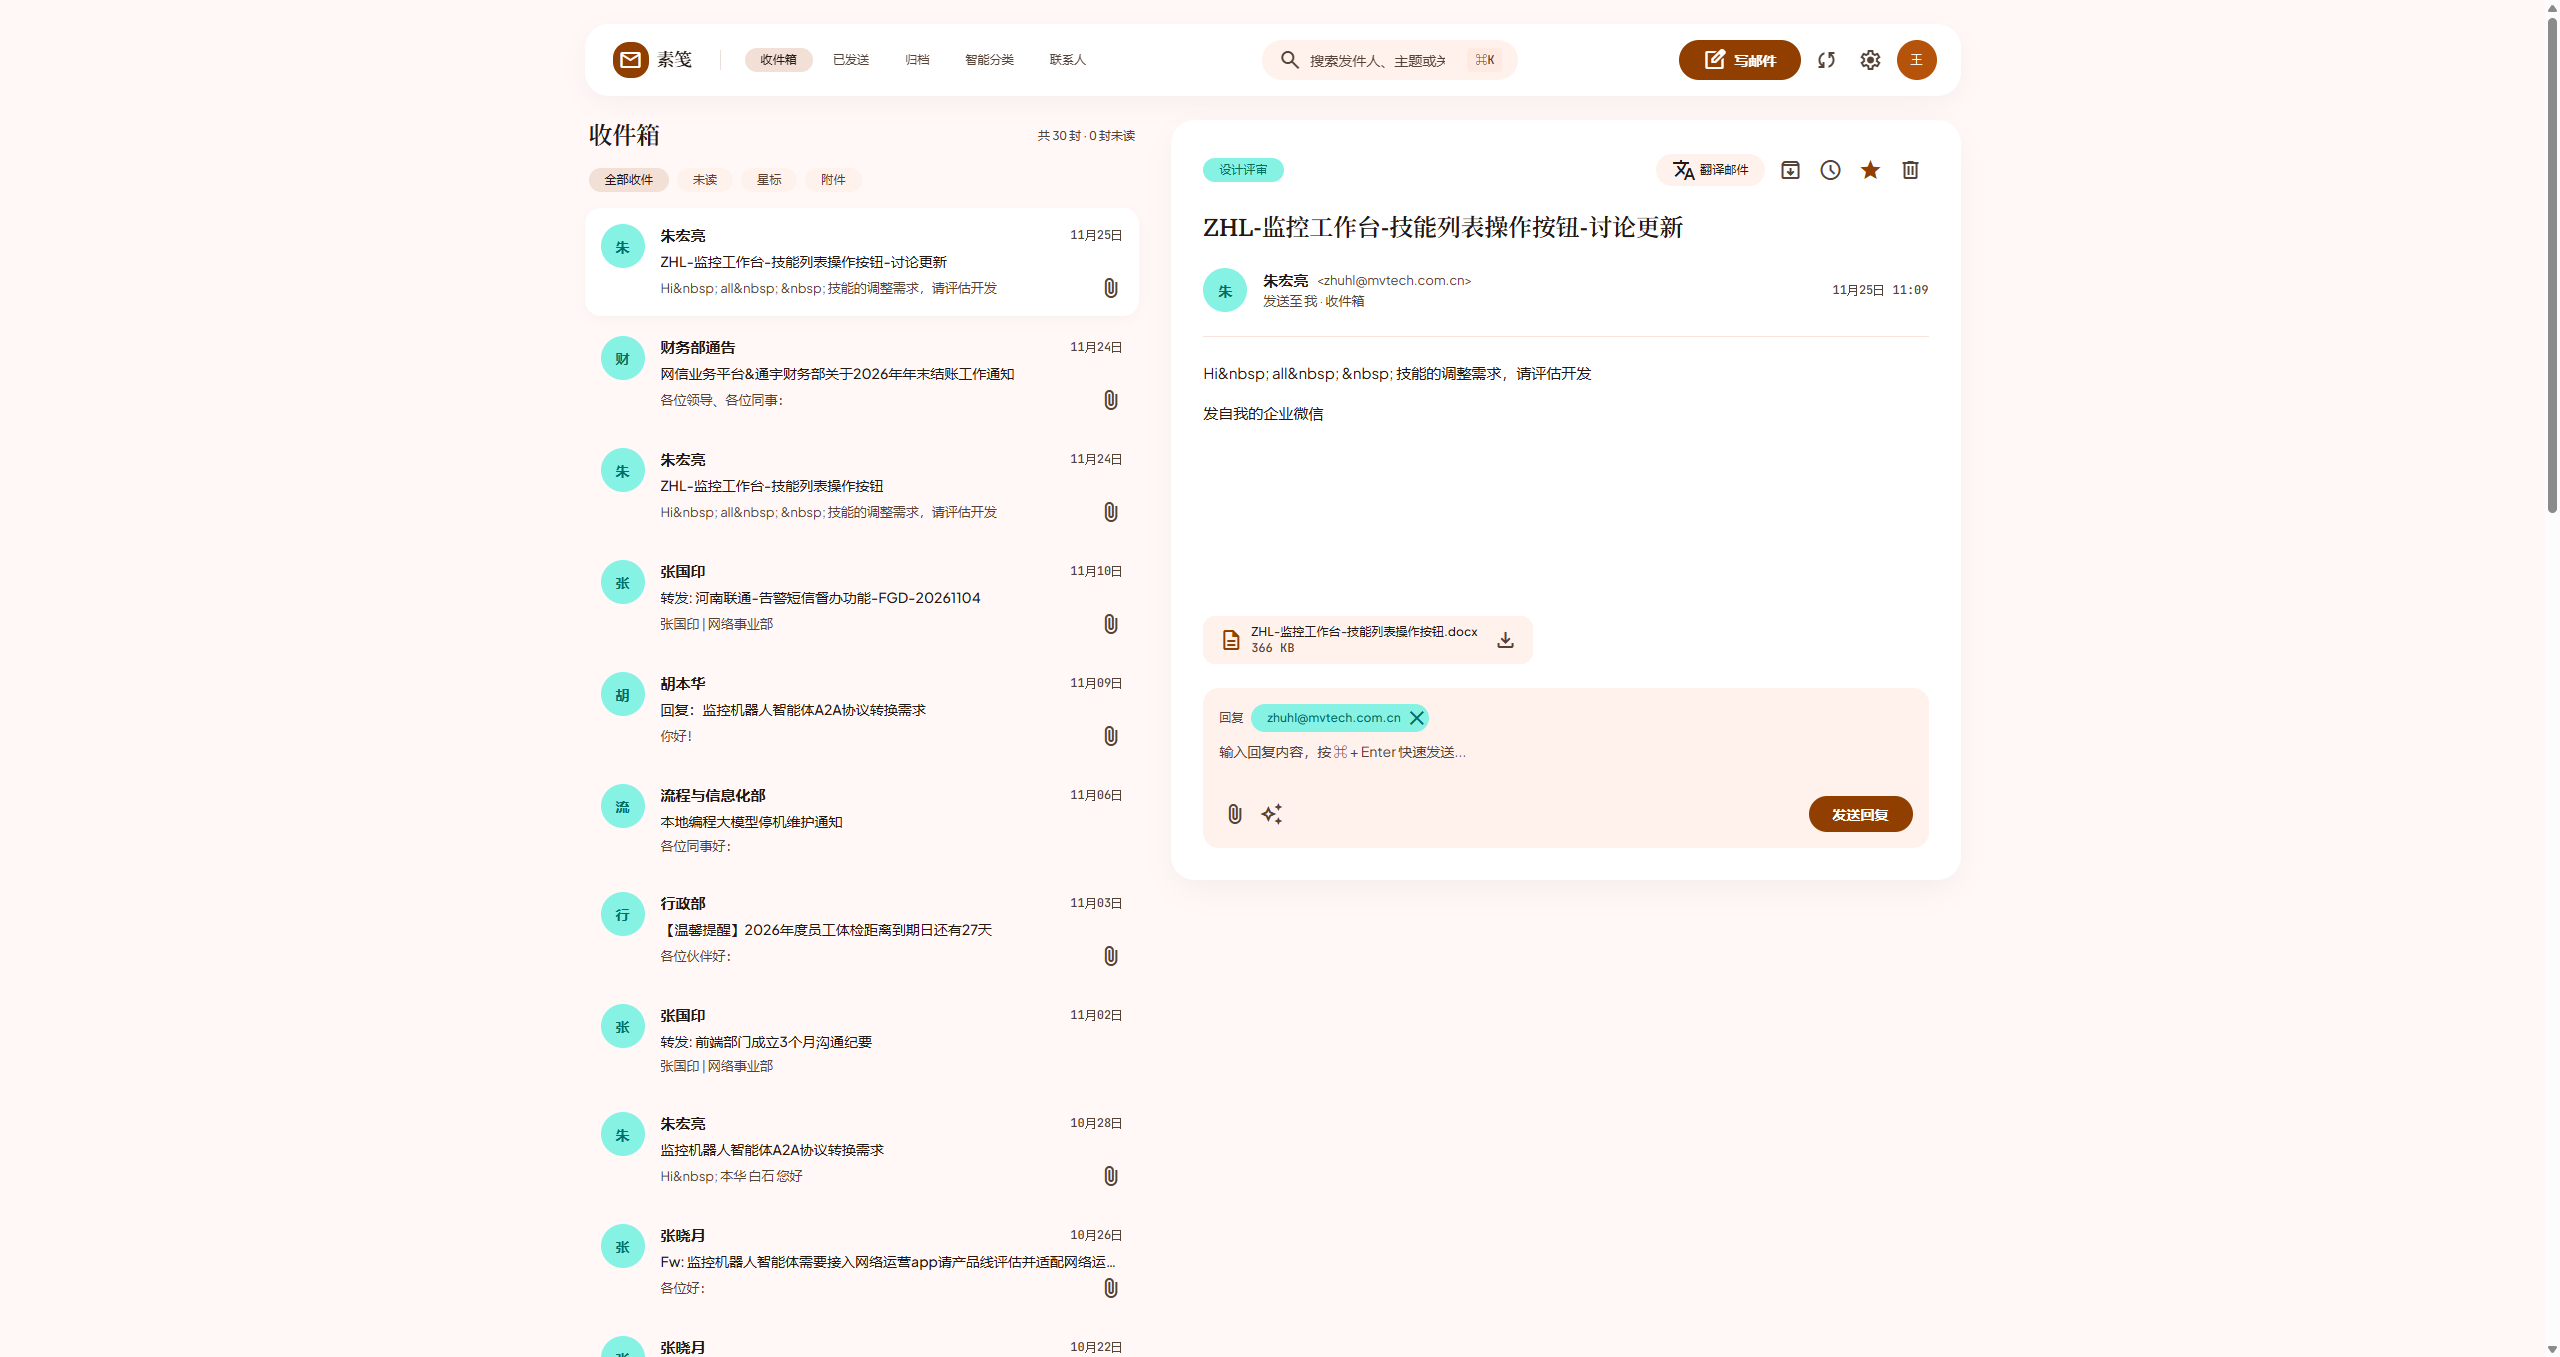 素笺
收件箱
已发送
归档
智能分类
联系人
搜索发件人、主题或关
⌘K
写邮件
王
收件箱
共 30 封 · 0 封未读
全部收件
未读
星标
附件
朱
朱宏亮
11月25日
ZHL-监控工作台-技能列表操作按钮-讨论更新
Hi&nbsp; all&nbsp; &nbsp; 技能的调整需求，请评估开发
财
财务部通告
11月24日
网信业务平台&通宇财务部关于2026年年末结账工作通知
各位领导、各位同事：
朱
朱宏亮
11月24日
ZHL-监控工作台-技能列表操作按钮
Hi&nbsp; all&nbsp; &nbsp; 技能的调整需求，请评估开发
张
张国印
11月10日
转发: 河南联通-告警短信督办功能-FGD-20261104
张国印 | 网络事业部
胡
胡本华
11月09日
回复：监控机器人智能体A2A协议转换需求
你好！
流
流程与信息化部
11月06日
本地编程大模型停机维护通知
各位同事好：
行
行政部
11月03日
【温馨提醒】2026年度员工体检距离到期日还有27天
各位伙伴好：
张
张国印
11月02日
转发: 前端部门成立3个月沟通纪要
张国印 | 网络事业部
朱
朱宏亮
10月28日
监控机器人智能体A2A协议转换需求
Hi&nbsp; 本华 白石 您好
张
张晓月
10月26日
Fw: 监控机器人智能体需要接入网络运营app请产品线评估并适配网络运...
各位好：
张
张晓月
10月22日
设计评审
翻译邮件
ZHL-监控工作台-技能列表操作按钮-讨论更新
朱
朱宏亮 <zhuhl@mvtech.com.cn>
发送至 我 · 收件箱
11月25日 11:09
Hi&nbsp; all&nbsp; &nbsp; 技能的调整需求，请评估开发
发自我的企业微信
ZHL-监控工作台-技能列表操作按钮.docx
366 KB
回复
zhuhl@mvtech.com.cn
输入回复内容，按 ⌘ + Enter 快速发送...
发送回复